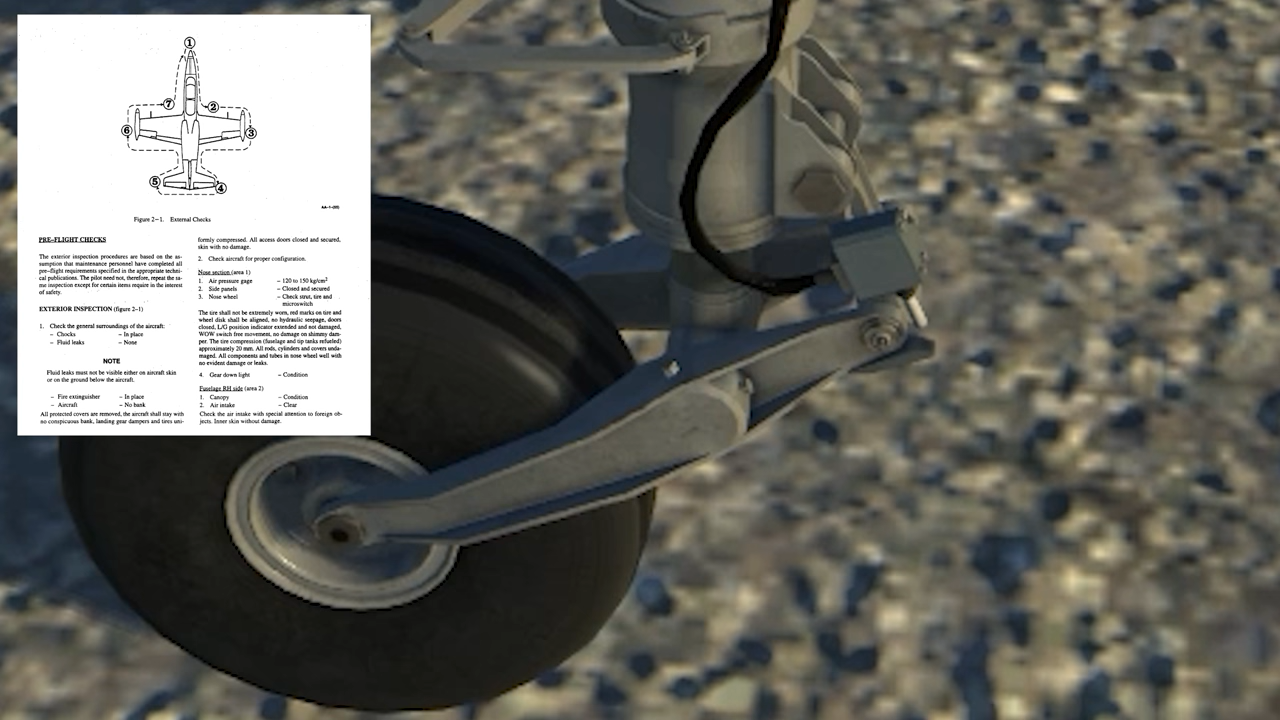 1
7
2
6
3
5
4
AA-1-(05)
Figure 2-1. External Checks
PRE-FLIGHT CHECKS
The exterior inspection procedures are based on the as-
sumption that maintenance personnel have completed all
pre-flight requirements specified in the appropriate techni-
cal publications. The pilot need not, therefore, repeat the sa-
me inspection except for certain items require in the interest
of safety.
EXTERIOR INSPECTION (figure 2-1)
1. Check the general surroundings of the aircraft:
- Chocks - In place
- Fluid leaks - None
NOTE
Fluid leaks must not be visible either on aircraft skin
or on the ground below the aircraft.
- Fire extinguisher - In place
- Aircraft - No bank
All protected covers are removed, the aircraft shall stay with
no conspicuous bank, landing gear dampers and tires uni-
formly compressed. All access doors closed and secured,
skin with no damage.
2. Check aircraft for proper configuration.
Nose section (area 1)
1. Air pressure gage - 120 to 150 kg/cm²
2. Side panels - Closed and secured
3. Nose wheel - Check strut, tire and
microswitch
The tire shall not be extremely worn, red marks on tire and
wheel disk shall be aligned, no hydraulic seepage, doors
closed, L/G position indicator extended and not damaged,
WOW switch free movement, no damage on shimmy dam-
per. The tire compression (fuselage and tip tanks refueled)
approximately 20 mm. All rods, cylinders and covers unda-
maged. All components and tubes in nose wheel well with
no evident damage or leaks.
4. Gear down light - Condition
Fuselage RH side (area 2)
1. Canopy - Condition
2. Air intake - Clear
Check the air intake with special attention to foreign ob-
jects. Inner skin without damage.